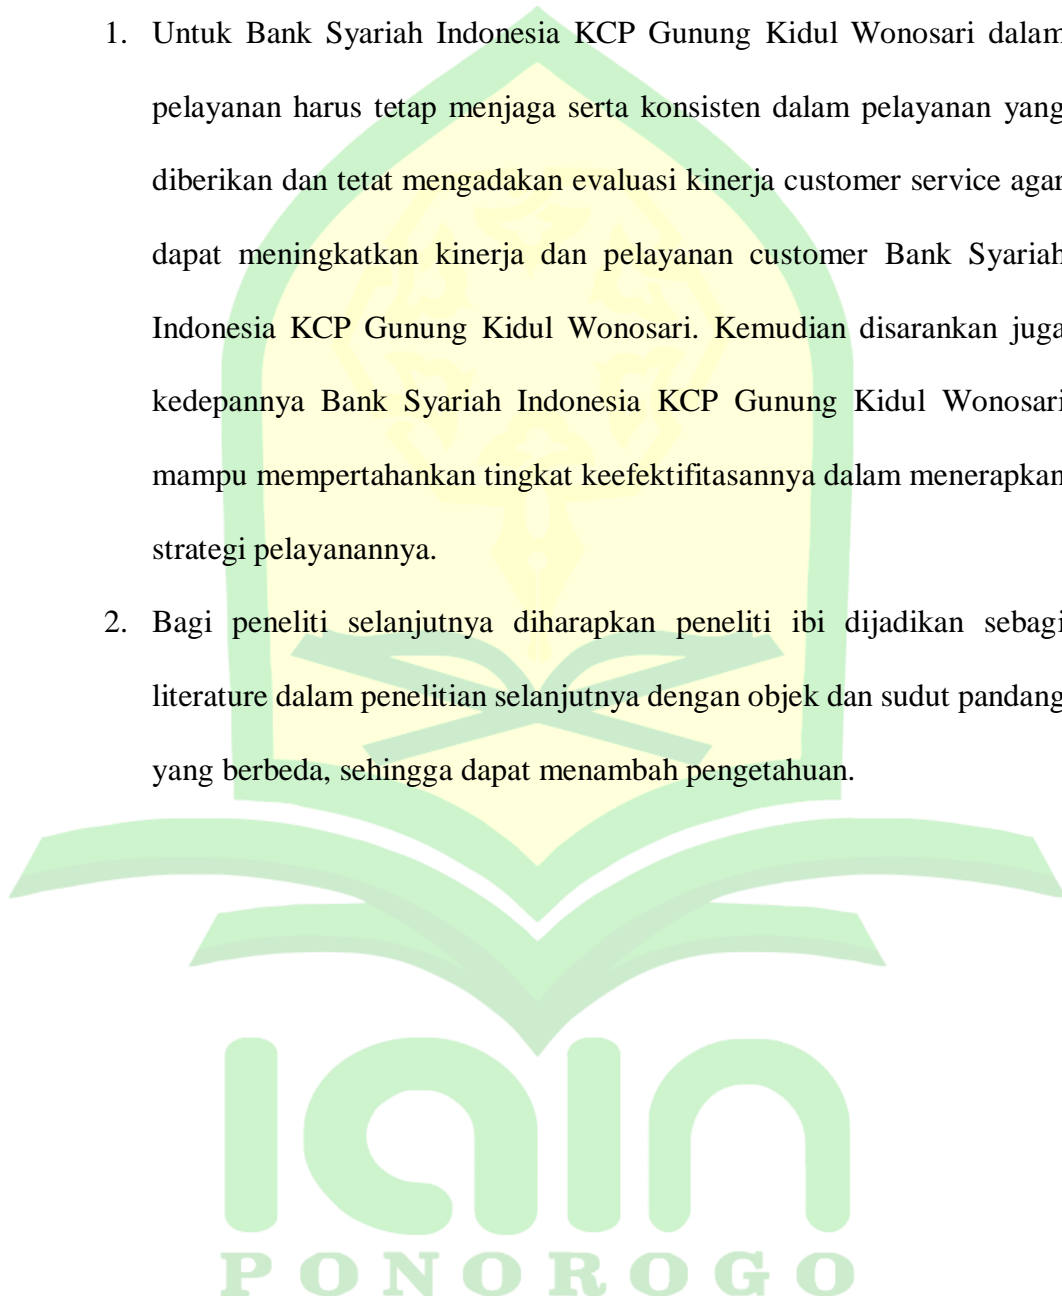 1. Untuk Bank Syariah Indonesia KCP Gunung Kidul Wonosari dalam
pelayanan harus tetap menjaga serta konsisten dalam pelayanan yang
diberikan dan tetat mengadakan evaluasi kinerja customer service agar
dapat meningkatkan kinerja dan pelayanan customer Bank Syariah
Indonesia KCP Gunung Kidul Wonosari. Kemudian disarankan juga
kedepannya Bank Syariah Indonesia KCP Gunung Kidul Wonosari
mampu mempertahankan tingkat keefektifitasannya dalam menerapkan
strategi pelayanannya.
2. Bagi peneliti selanjutnya diharapkan peneliti ibi dijadikan sebagi
literature dalam penelitian selanjutnya dengan objek dan sudut pandang
yang berbeda, sehingga dapat menambah pengetahuan.
IAIN
PONOROGO